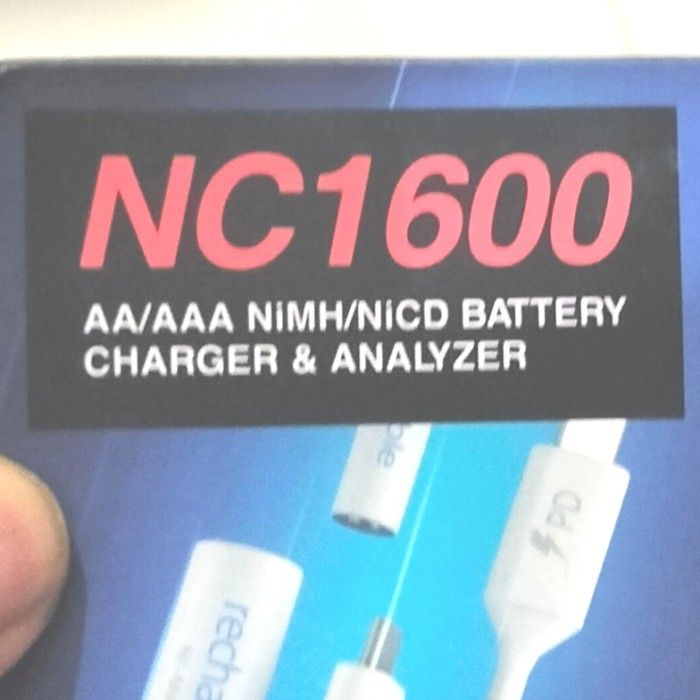 NC1600
AA/AAA NiMH/NiCD BATTERY
CHARGER & ANALYZER
PD